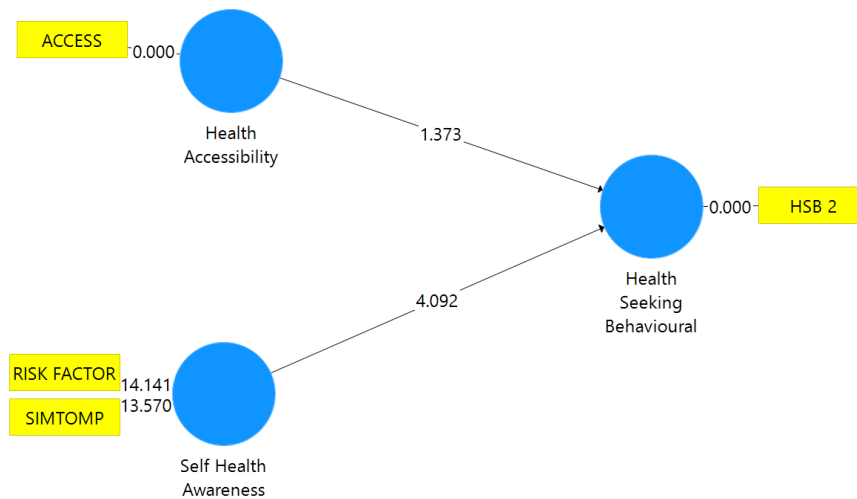 ACCESS
0.000
Health
Accessibility
1.373
0.000
HSB 2
Health
Seeking
Behavioural
4.092
RISK FACTOR
14.141
SIMTOMP
13.570
Self Health
Awareness